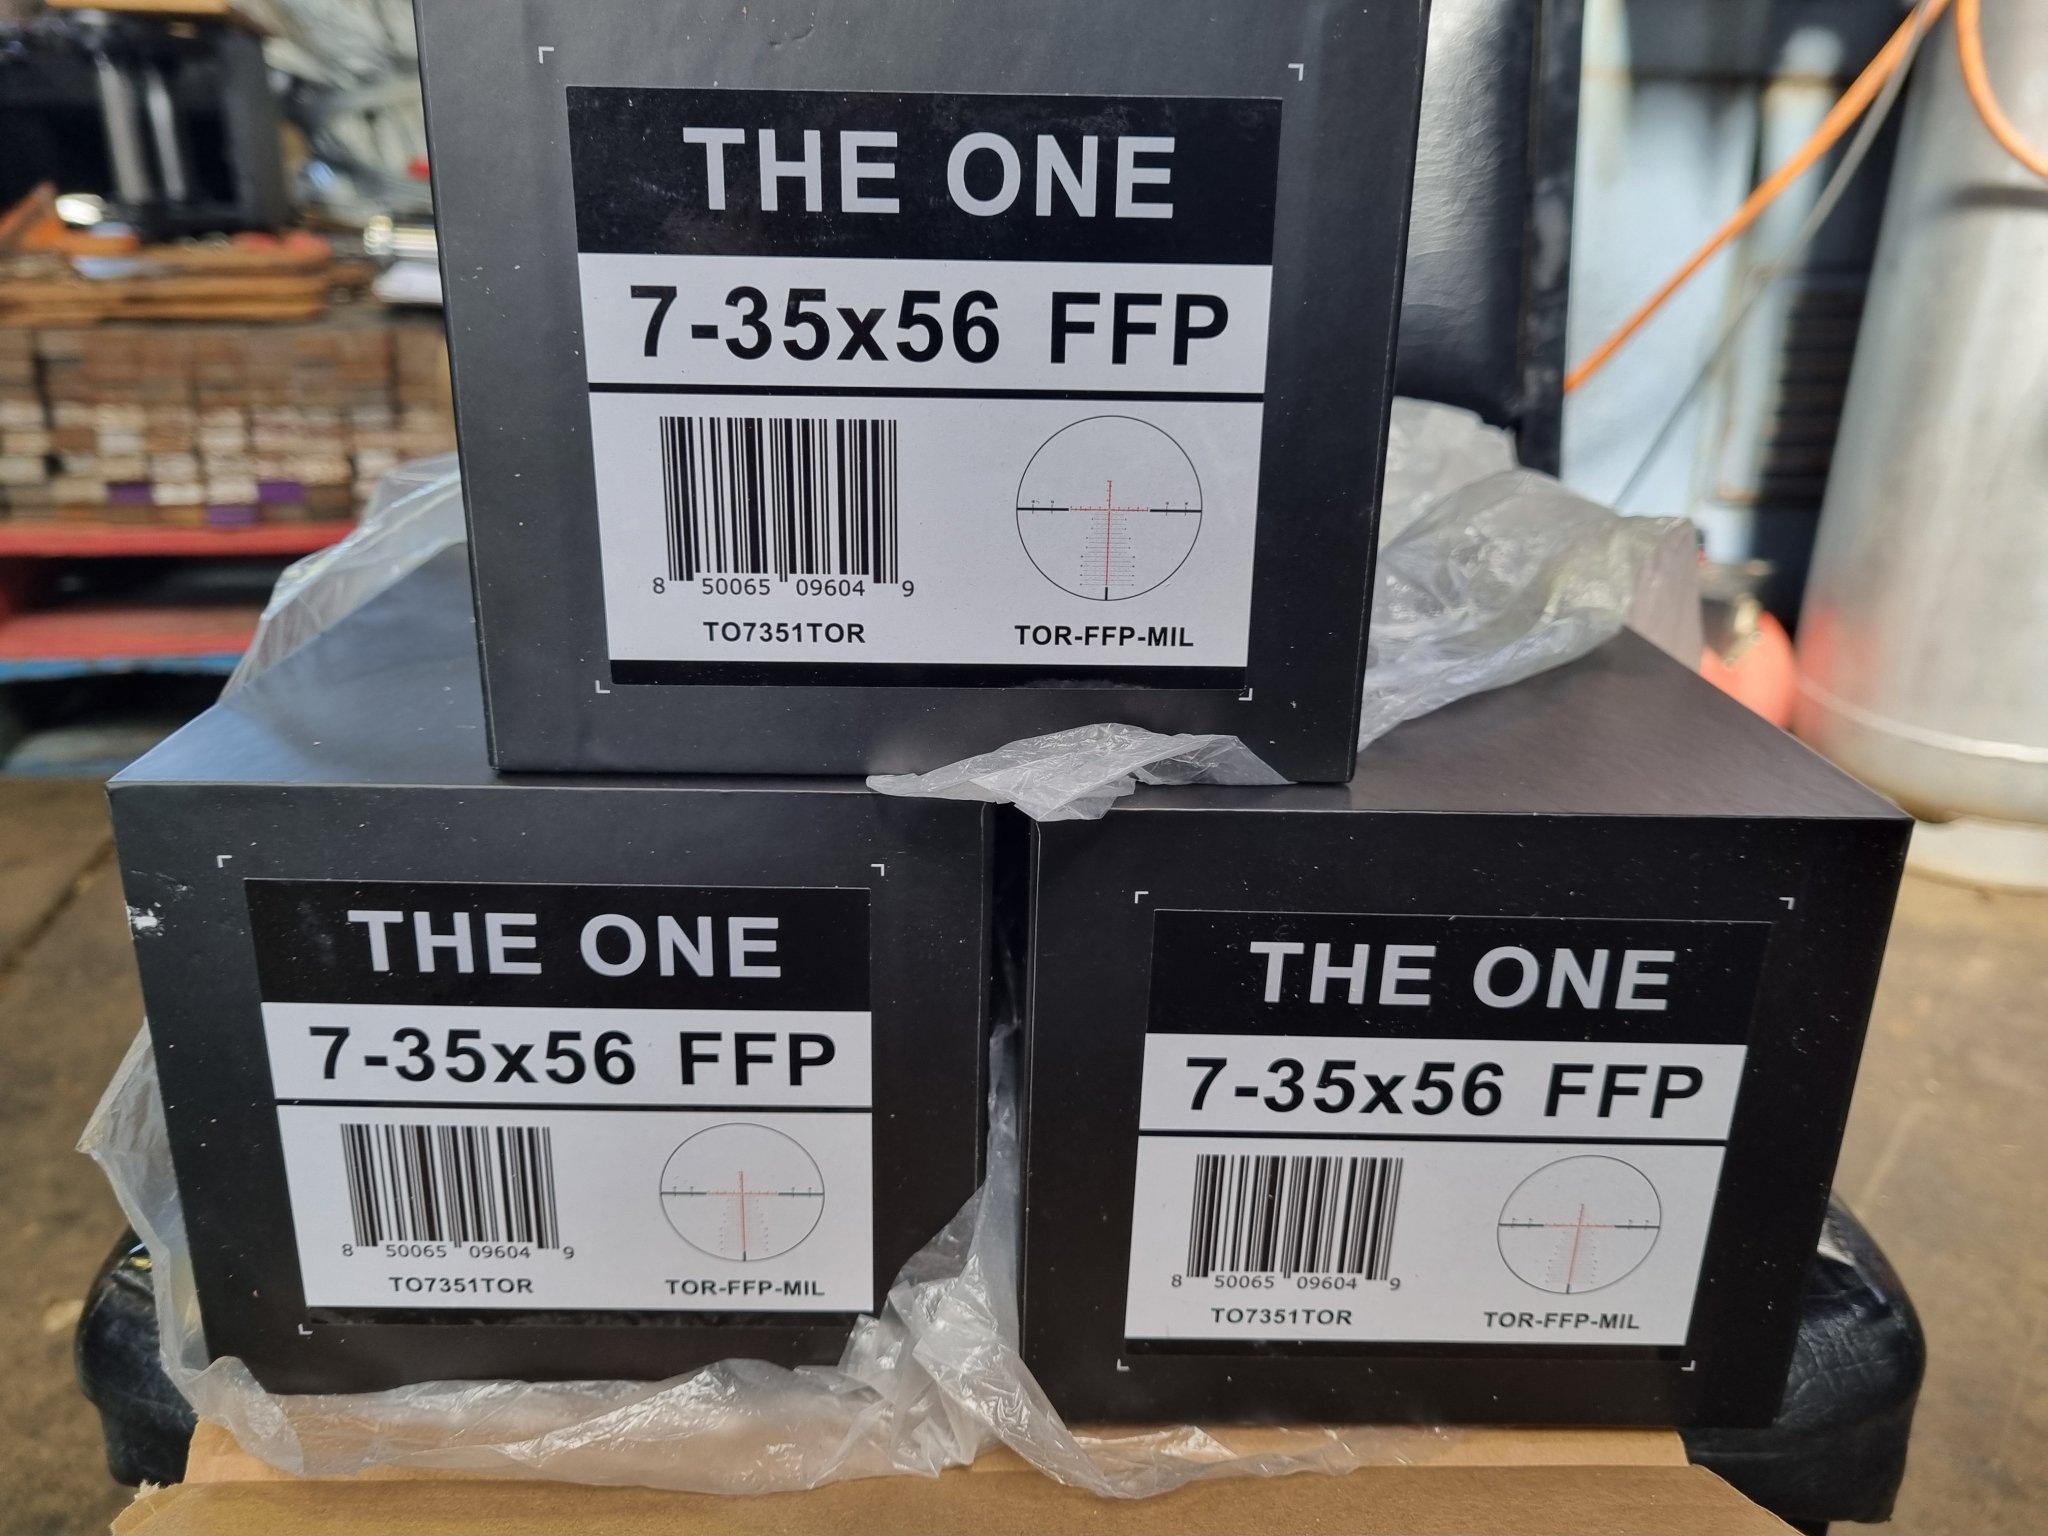 THE ONE
7-35x56 FFP
8 50065 09604 9
TO7351TOR
TOR-FFP-MIL
THE ONE
7-35x56 FFP
8 50065 09604 9
TO7351TOR
TOR-FFP-MIL
THE ONE
7-35x56 FFP
8 50065 09604 9
TO7351TOR
TOR-FFP-MIL